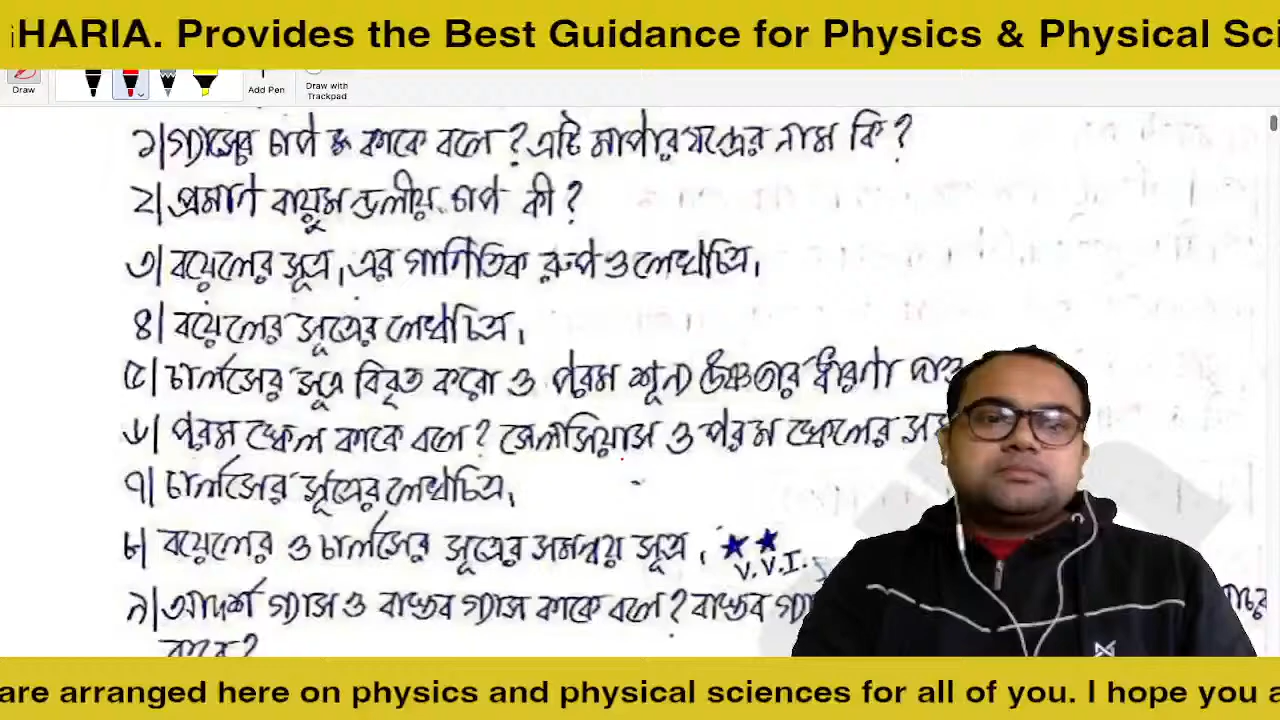 HARIA. Provides the Best Guidance for Physics & Physical Sci
Draw
Add Pen
Draw with
Trackpad
১| গ্যাসের চাপ কাকে বলে? এটি মাপার যন্ত্রের নাম কি?
২| প্রমাণ বায়ুমন্ডলীয় চাপ কী?
৩| বয়েলের সূত্র, এর গাণিতিক রুপ ও লেখচিত্র,
৪| বয়েলের সূত্রের লেখচিত্র,
৫| চার্লসের সূত্র বিবৃত করো ও পরম শূন্য উষ্ণতার ধারণা দাও
৬| পরম স্কেল কাকে বলে? সেলসিয়াস ও পরম স্কেলের
৭| চার্লসের সূত্রের লেখচিত্র,
৮| বয়েলের ও চার্লসের সূত্রের সমন্বয় সূত্র, ★★
V.V.I.
৯| আদর্শ গ্যাস ও বাস্তব গ্যাস কাকে বলে? বাস্তব
are arranged here on physics and physical sciences for all of you. I hope you a